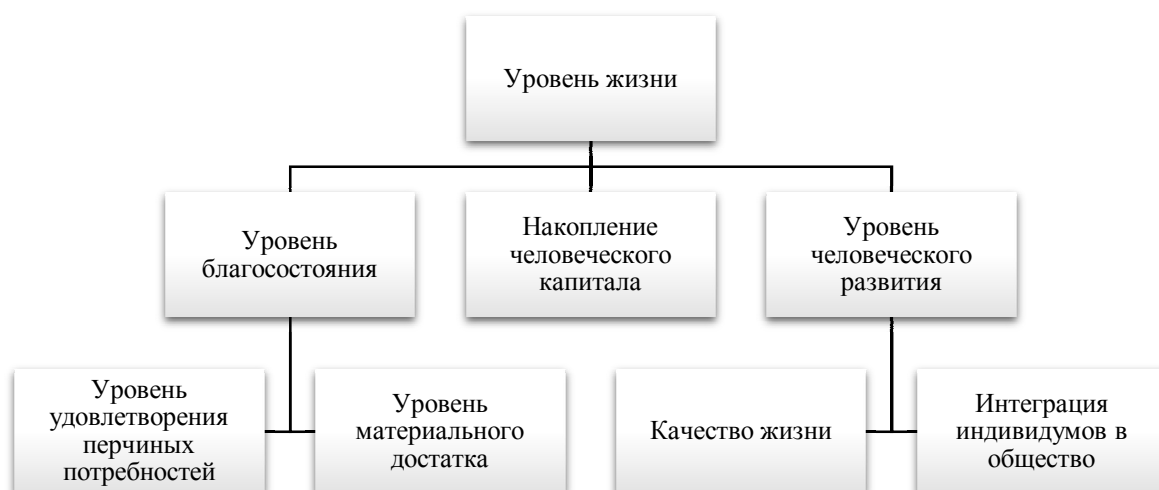 Уровень жизни
Уровень
благосостояния
Накопление
человеческого
капитала
Уровень
человеческого
развития
Уровень
удовлетворения
перчиных
потребностей
Уровень
материального
достатка
Качество жизни
Интеграция
индивидумов в
общество